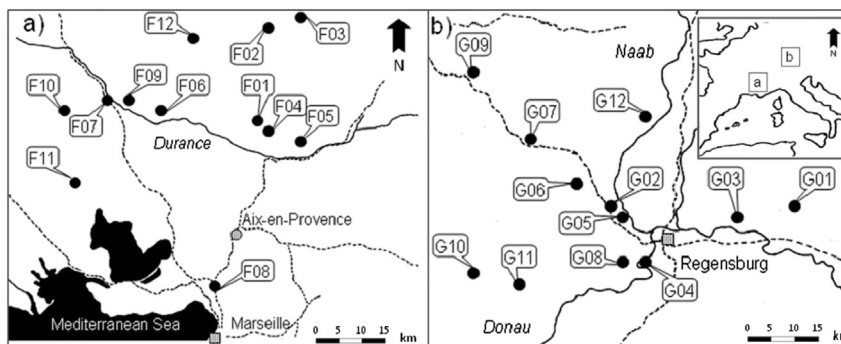 a)
F12
F03
F02
N
F10
F09
F06
F01
F04
F07
F05
Durance
F11
Aix-en-Provence
F08
Mediterranean Sea
Marseille
0 5 10 15 km
b)
G09
Naab
b
a
N
G12
G07
G06
G02
G03
G01
G05
G10
G11
G08
Regensburg
G04
Donau
0 5 10 15 km